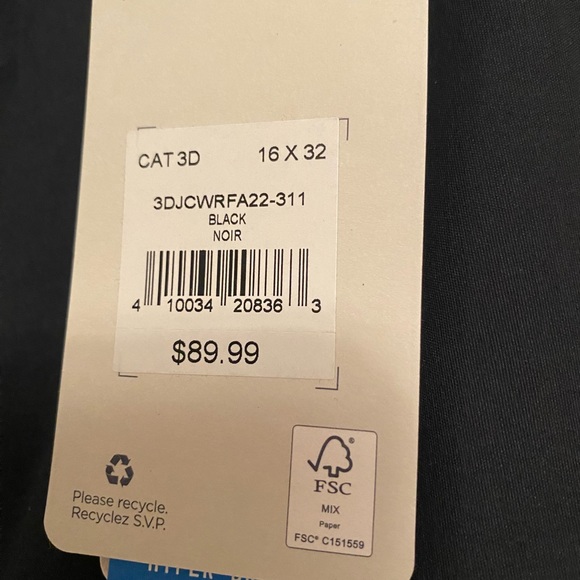 CAT 3D 16 X 32
3DJCWRFA22-311
BLACK
NOIR
4 10034 20836 3
$89.99
Please recycle.
Recyclez S.V.P.
®
FSC
MIX
Paper
FSC® C151559